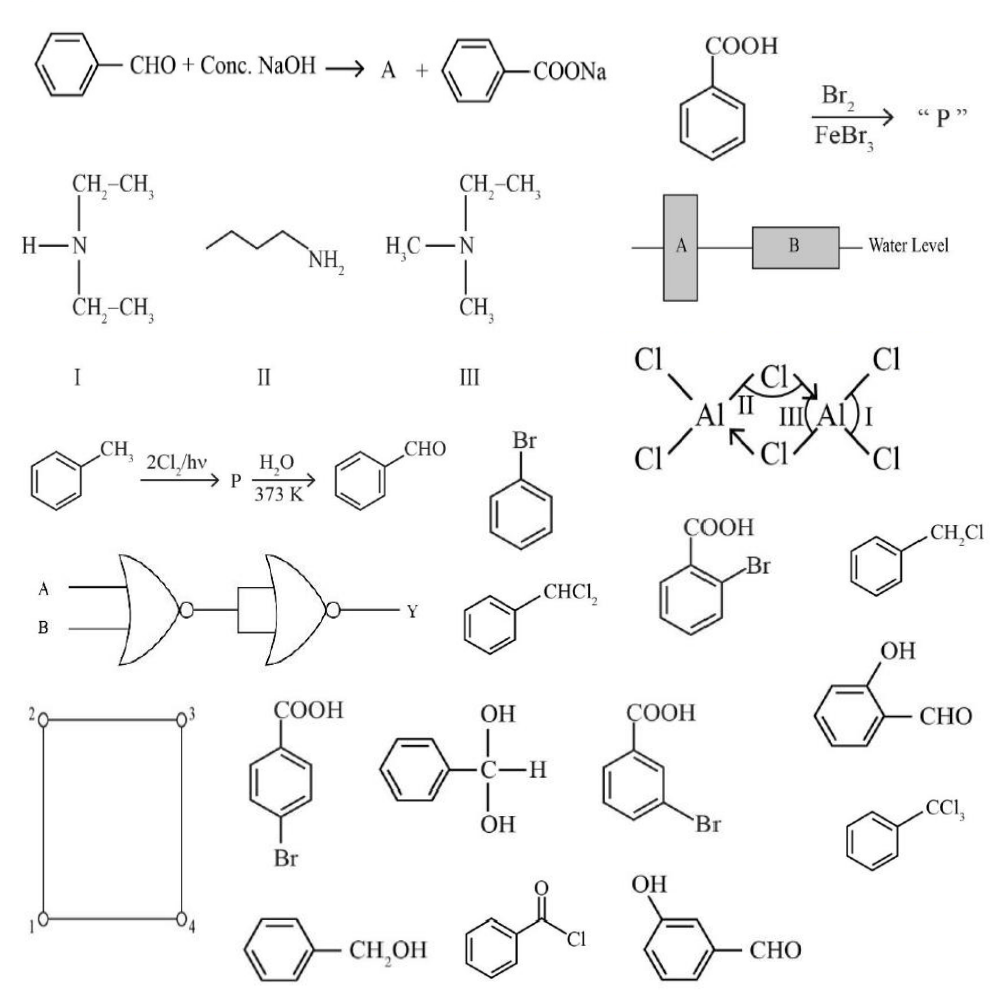 CHO + Conc. NaOH ⟶ A + COONa
COOH
Br₂
FeBr₃
“ P ”
CH₂–CH₃
H—N
CH₂–CH₃
I
NH₂
II
CH₂–CH₃
H₃C—N
CH₃
III
A
B
Water Level
Cl
Cl
Cl
Al
II
III
Al
I
Cl
Cl
Cl
CH₃
2Cl₂/hν
P
H₂O
373 K
CHO
Br
A
B
Y
CHCl₂
COOH
Br
CH₂Cl
OH
CHO
2
3
1
4
COOH
Br
OH
C—H
OH
COOH
Br
CCl₃
CH₂OH
O
Cl
OH
CHO